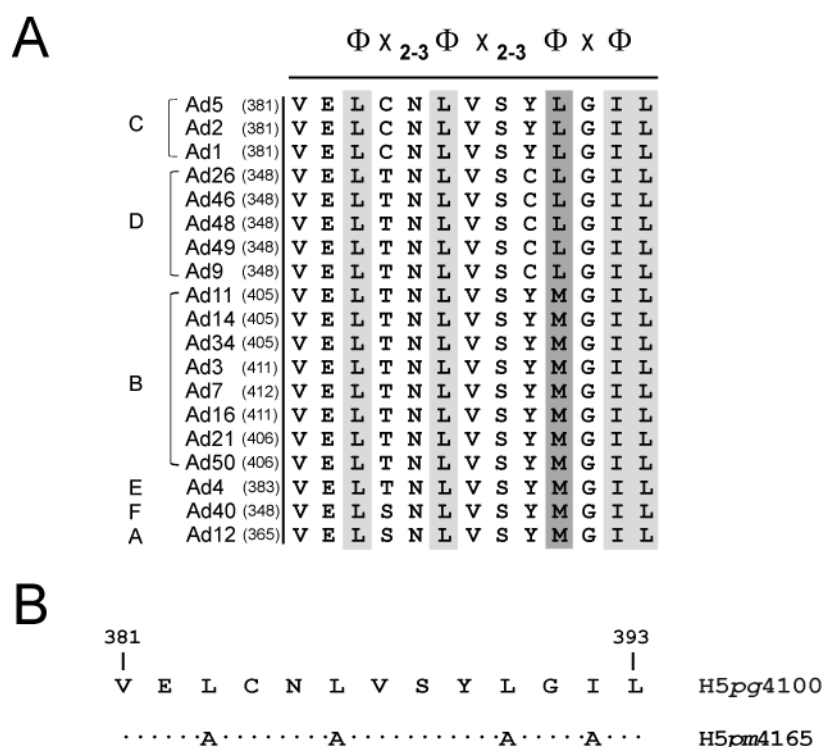 A
Φ x 2-3 Φ x 2-3 Φ x Φ
C
Ad5 (381) V E L C N L V S Y L G I L
Ad2 (381) V E L C N L V S Y L G I L
Ad1 (381) V E L C N L V S Y L G I L
D
Ad26 (348) V E L T N L V S C L G I L
Ad46 (348) V E L T N L V S C L G I L
Ad48 (348) V E L T N L V S C L G I L
Ad49 (348) V E L T N L V S C L G I L
Ad9 (348) V E L T N L V S C L G I L
B
Ad11 (405) V E L T N L V S Y M G I L
Ad14 (405) V E L T N L V S Y M G I L
Ad34 (405) V E L T N L V S Y M G I L
Ad3 (411) V E L T N L V S Y M G I L
Ad7 (412) V E L T N L V S Y M G I L
Ad16 (411) V E L T N L V S Y M G I L
Ad21 (406) V E L T N L V S Y M G I L
Ad50 (406) V E L T N L V S Y M G I L
E Ad4 (383) V E L T N L V S Y M G I L
F Ad40 (348) V E L S N L V S Y M G I L
A Ad12 (365) V E L S N L V S Y M G I L
B
381 393
V E L C N L V S Y L G I L H5pg4100
·····A·······A·········A····A··· H5pm4165